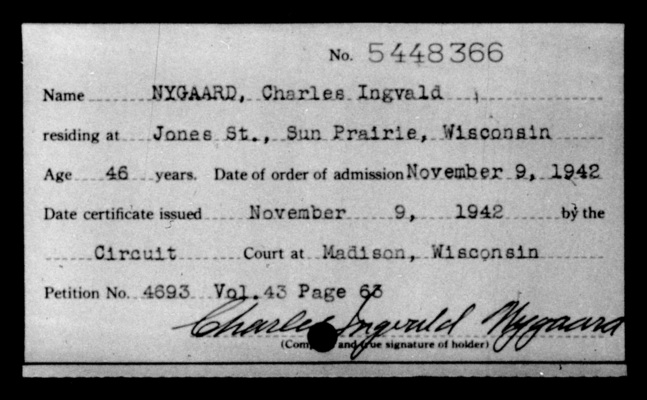 No. 5448366
Name NYGAARD, Charles Ingvald
residing at Jones St., Sun Prairie, Wisconsin
Age 46 years. Date of order of admission November 9, 1942
Date certificate issued November 9, 1942 by the
Circuit Court at Madison, Wisconsin
Petition No. 4693 Vol. 43 Page 63
Charles Ingvald Nygaard
and true signature of holder)